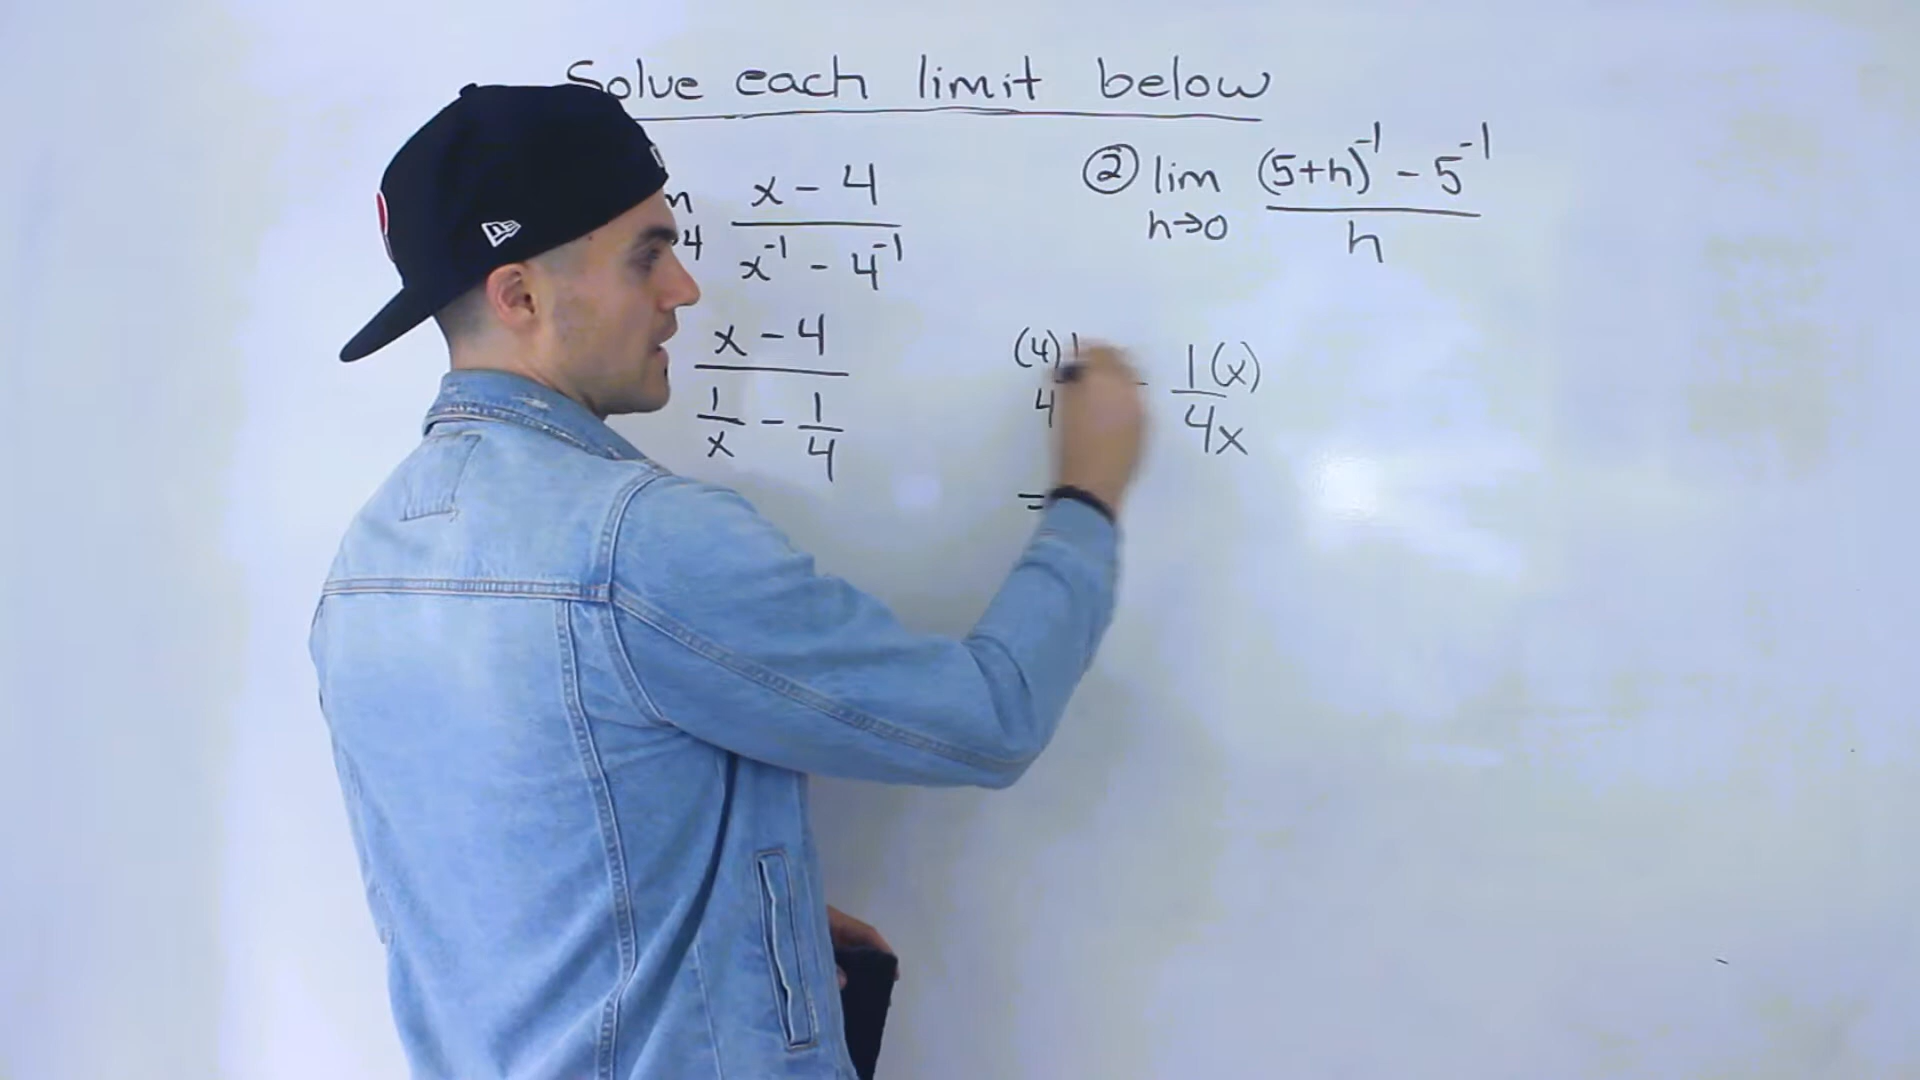 Solve each limit below
x - 4
x⁻¹ - 4⁻¹
→4
② lim (5+h)⁻¹ - 5⁻¹
h→0 h
x - 4
1/x - 1/4
(4)1 - 1(x)
4 4x
=